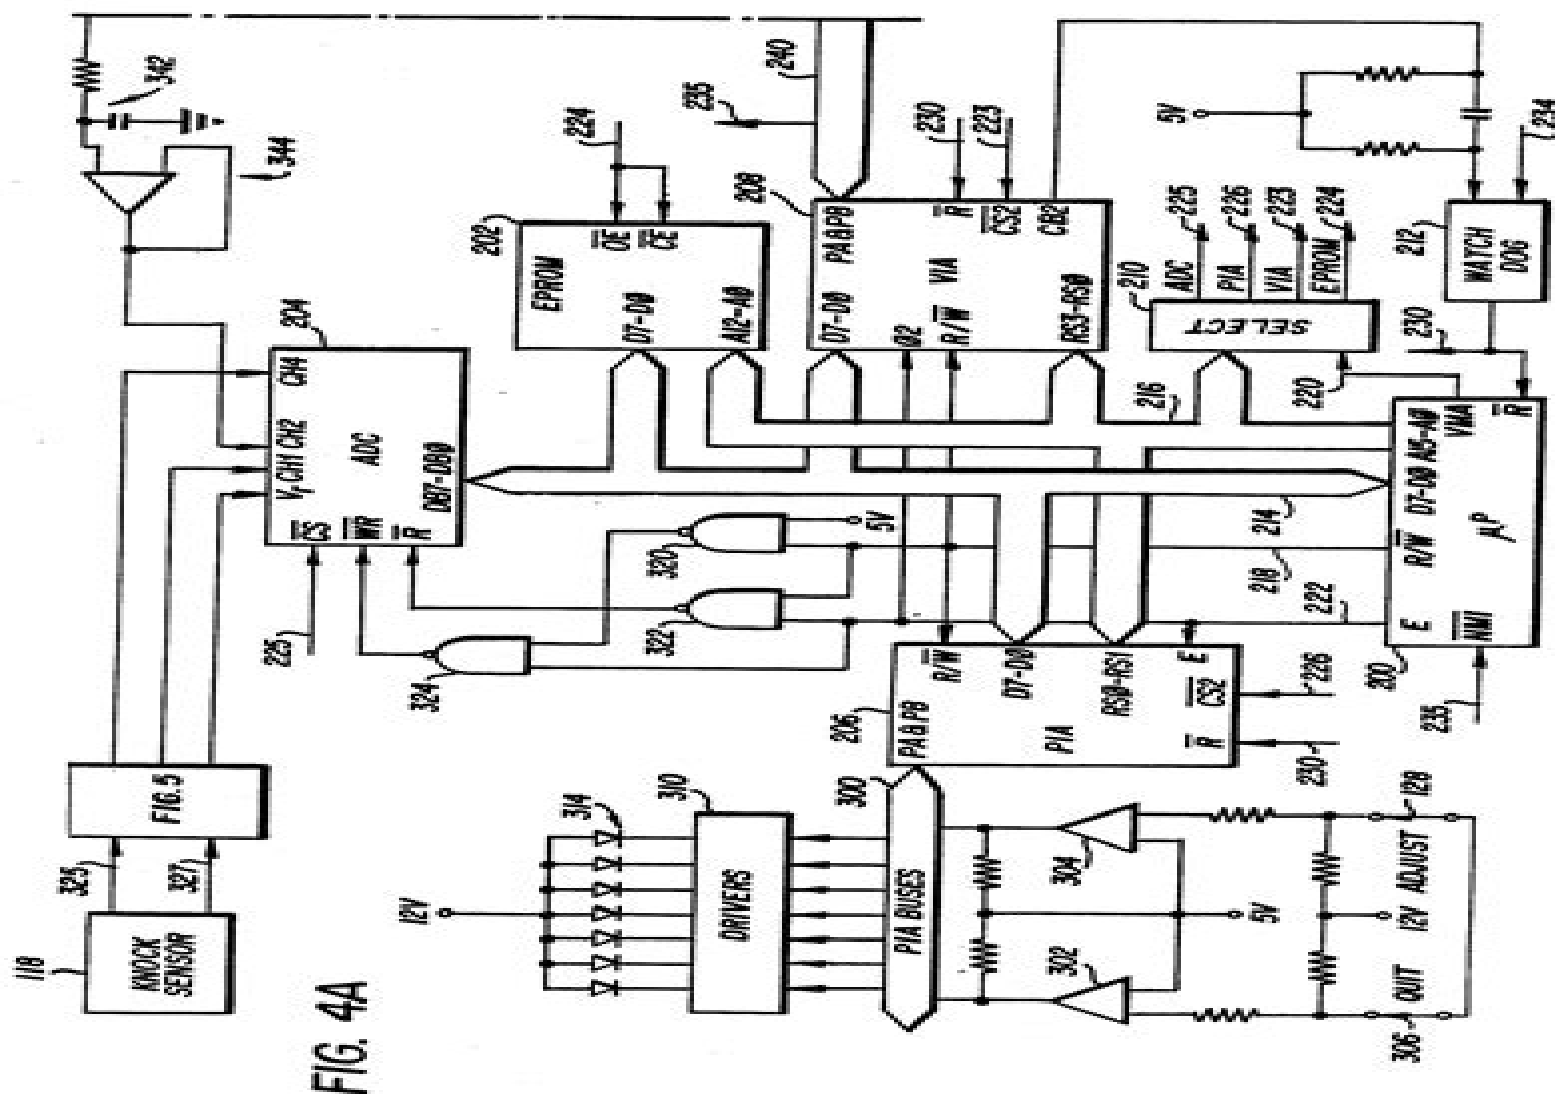 FIG. 4A
118
KNOCK
SENSOR
325
327
FIG. 5
342
344
204
CH4
CH2
CH1
Vr
ADC
CS
WR
R
DB7-DB0
225
12V
314
310
DRIVERS
300
PIA BUSES
302
304
5V
306
QUIT
12V
ADJUST
128
320
322
324
5V
202
EPROM
OE
CE
D7-D0
A12-A0
224
206
PA&PB
PIA
R/W
D7-D0
RS0-RS1
E
CS2
R
226
230
208
PA&PB
VIA
D7-D0
Ø2
R/W
RS3-RS0
R
CS2
CB2
235
240
230
223
210
SELECT
ADC
PIA
VIA
EPROM
225
226
223
224
5V
212
WATCH
DOG
234
230
220
216
214
218
222
200
μP
E
NMI
R/W
D7-D0
A15-A0
VMA
R
235